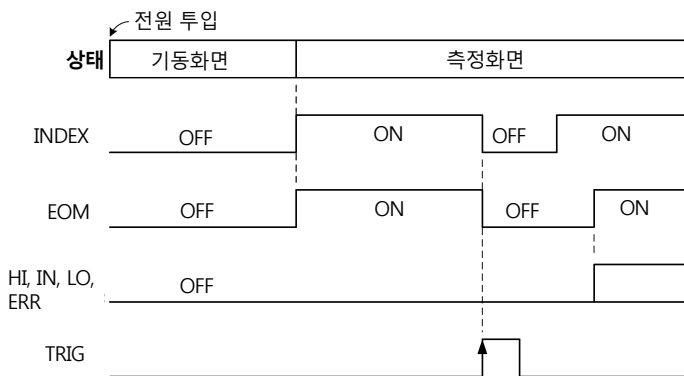 전원 투입
상태 기동화면 측정화면
INDEX OFF ON OFF ON
EOM OFF ON OFF ON
HI, IN, LO,
ERR
OFF
TRIG